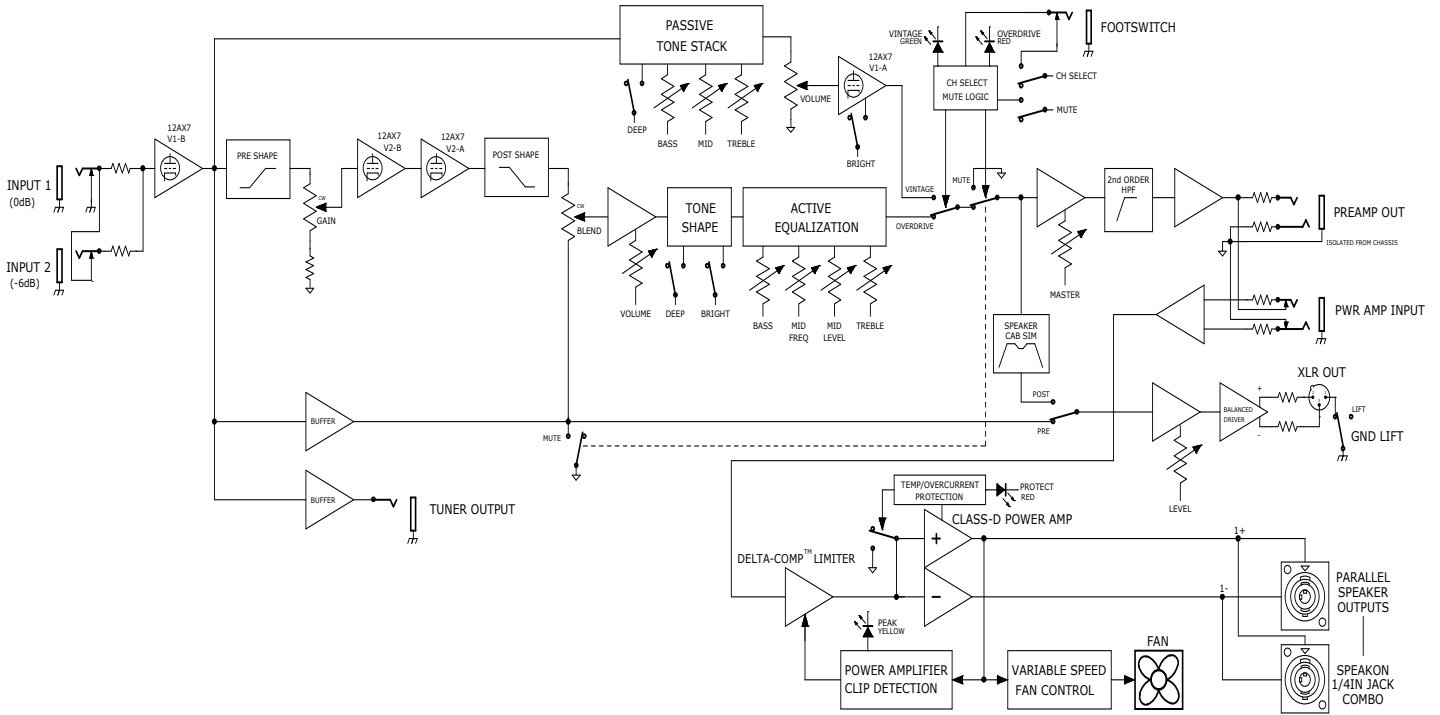 PASSIVE
TONE STACK
DEEP
BASS
MID
TREBLE
VOLUME
12AX7
V1-A
BRIGHT
VINTAGE
GREEN
OVERDRIVE
RED
CH SELECT
MUTE LOGIC
FOOTSWITCH
CH SELECT
MUTE
INPUT 1
(0dB)
INPUT 2
(-6dB)
12AX7
V1-B
PRE SHAPE
CW
GAIN
12AX7
V2-B
12AX7
V2-A
POST SHAPE
CW
BLEND
VOLUME
TONE
SHAPE
DEEP
BRIGHT
ACTIVE
EQUALIZATION
BASS
MID
FREQ
MID
LEVEL
TREBLE
VINTAGE
OVERDRIVE
MUTE
MASTER
2nd ORDER
HPF
PREAMP OUT
ISOLATED FROM CHASSIS
PWR AMP INPUT
SPEAKER
CAB SIM
POST
PRE
LEVEL
BALANCED
DRIVER
+
-
XLR OUT
LIFT
GND LIFT
BUFFER
MUTE
BUFFER
TUNER OUTPUT
TEMP/OVERCURRENT
PROTECTION
PROTECT
RED
CLASS-D POWER AMP
+
−
DELTA-COMP™ LIMITER
PEAK
YELLOW
POWER AMPLIFIER
CLIP DETECTION
VARIABLE SPEED
FAN CONTROL
FAN
1+
1-
PARALLEL
SPEAKER
OUTPUTS
SPEAKON
1/4IN JACK
COMBO